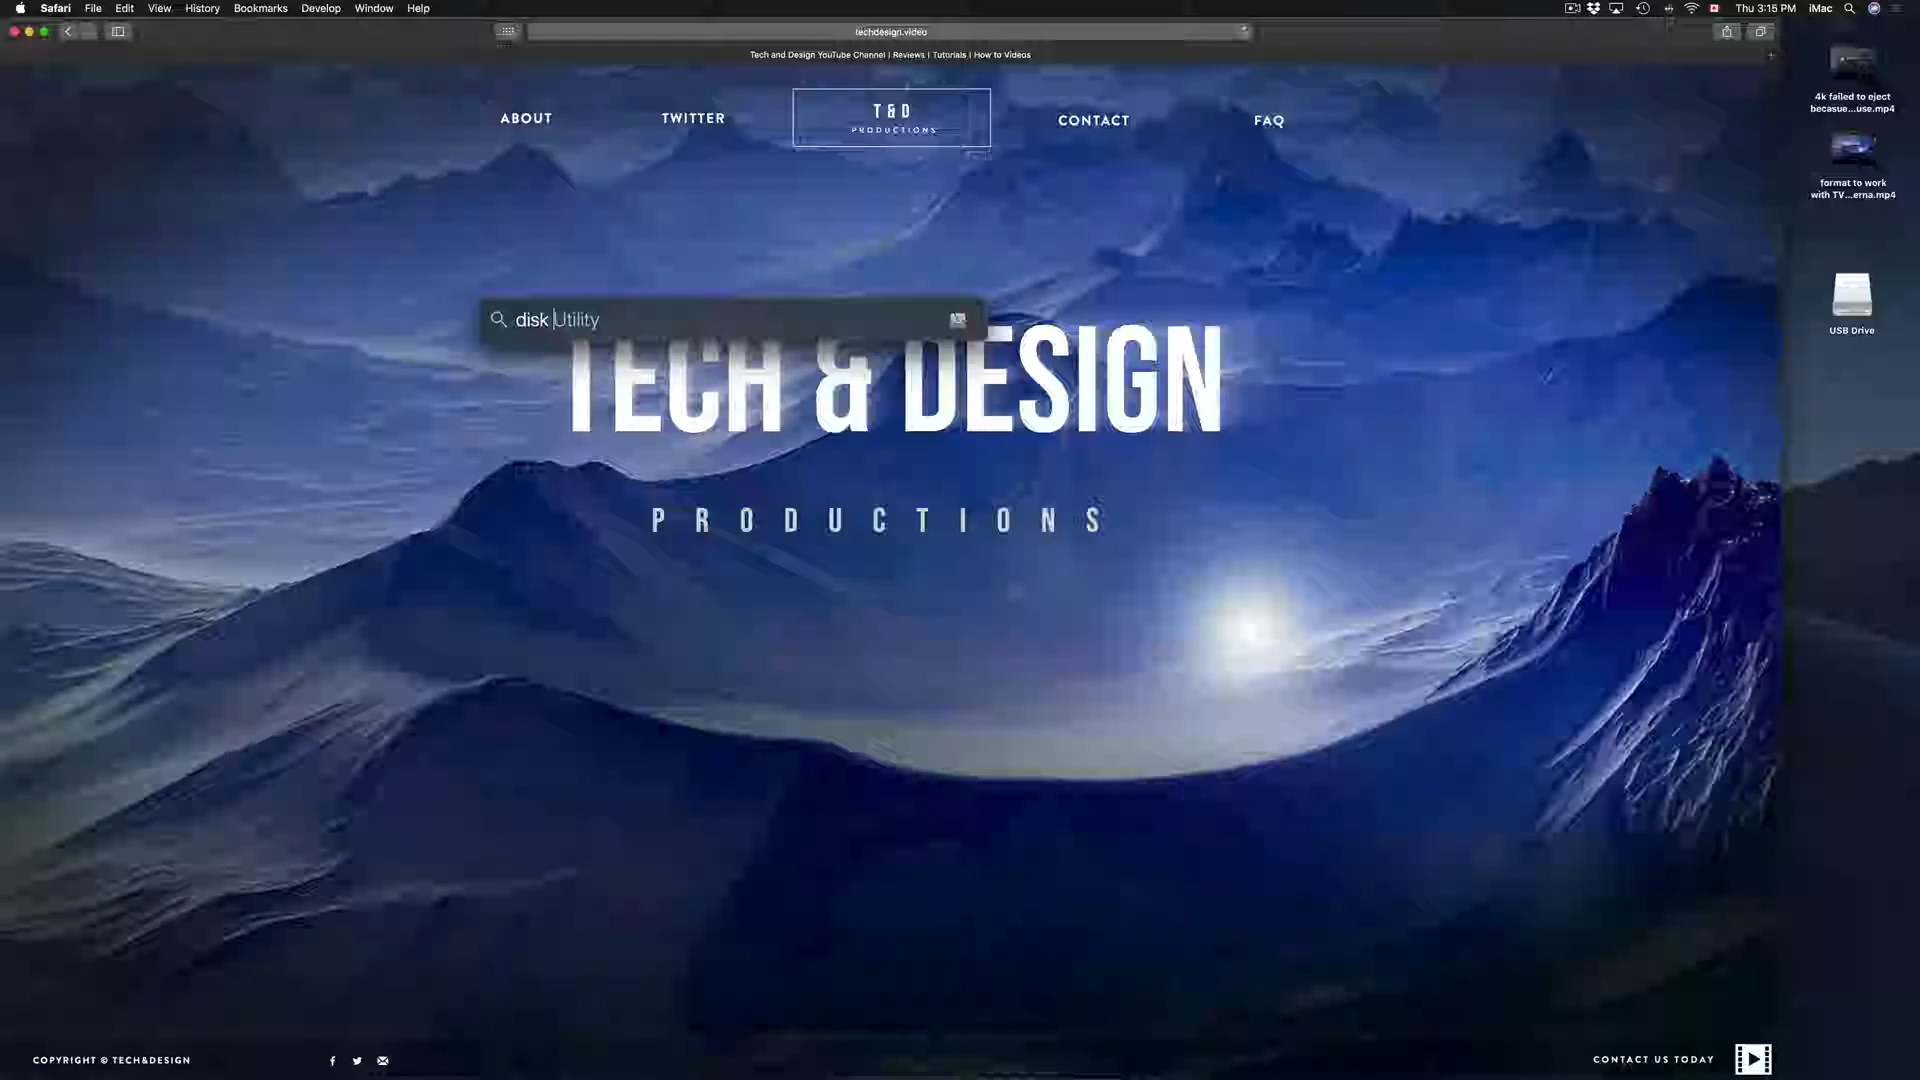 Safari File Edit View History Bookmarks Develop Window Help
Thu 3:15 PM iMac
techdesign.video
Tech and Design YouTube Channel | Reviews | Tutorials | How to Videos
ABOUT
TWITTER
T & D
PRODUCTIONS
CONTACT
FAQ
4k failed to eject
becasue...use.mp4
format to work
with TV...erna.mp4
USB Drive
disk Utility
TECH & DESIGN
PRODUCTIONS
COPYRIGHT © TECH&DESIGN
CONTACT US TODAY